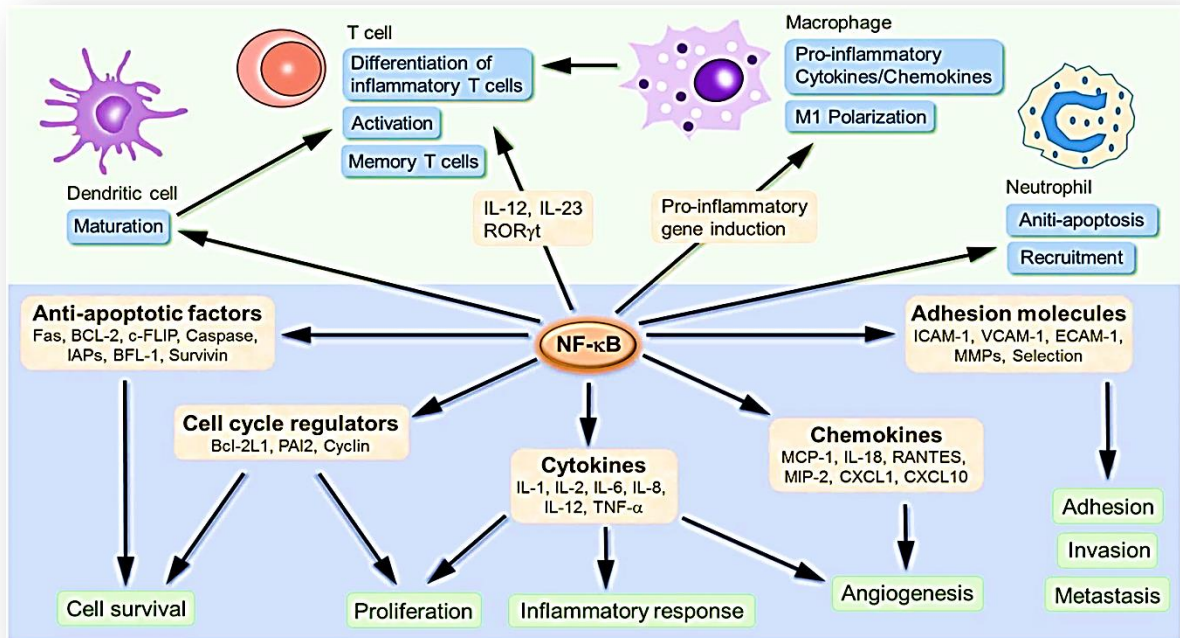 T cell
Differentiation of
inflammatory T cells
Activation
Memory T cells
Macrophage
Pro-inflammatory
Cytokines/Chemokines
M1 Polarization
Dendritic cell
Maturation
IL-12, IL-23
RORγt
Pro-inflammatory
gene induction
Neutrophil
Aniti-apoptosis
Recruitment
Anti-apoptotic factors
Fas, BCL-2, c-FLIP, Caspase,
IAPs, BFL-1, Survivin
NF-κB
Adhesion molecules
ICAM-1, VCAM-1, ECAM-1,
MMPs, Selection
Cell cycle regulators
Bcl-2L1, PAI2, Cyclin
Cytokines
IL-1, IL-2, IL-6, IL-8,
IL-12, TNF-α
Chemokines
MCP-1, IL-18, RANTES,
MIP-2, CXCL1, CXCL10
Cell survival
Proliferation
Inflammatory response
Angiogenesis
Adhesion
Invasion
Metastasis